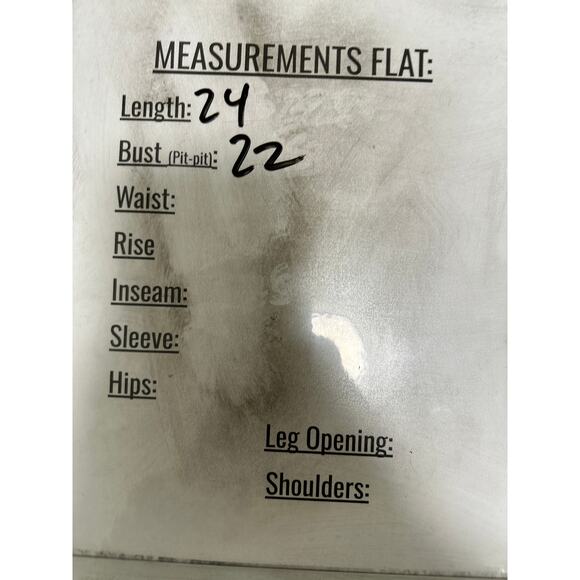 MEASUREMENTS FLAT:
Length: 24
Bust (Pit-pit): 22
Waist:
Rise
Inseam:
Sleeve:
Hips:
Leg Opening:
Shoulders: